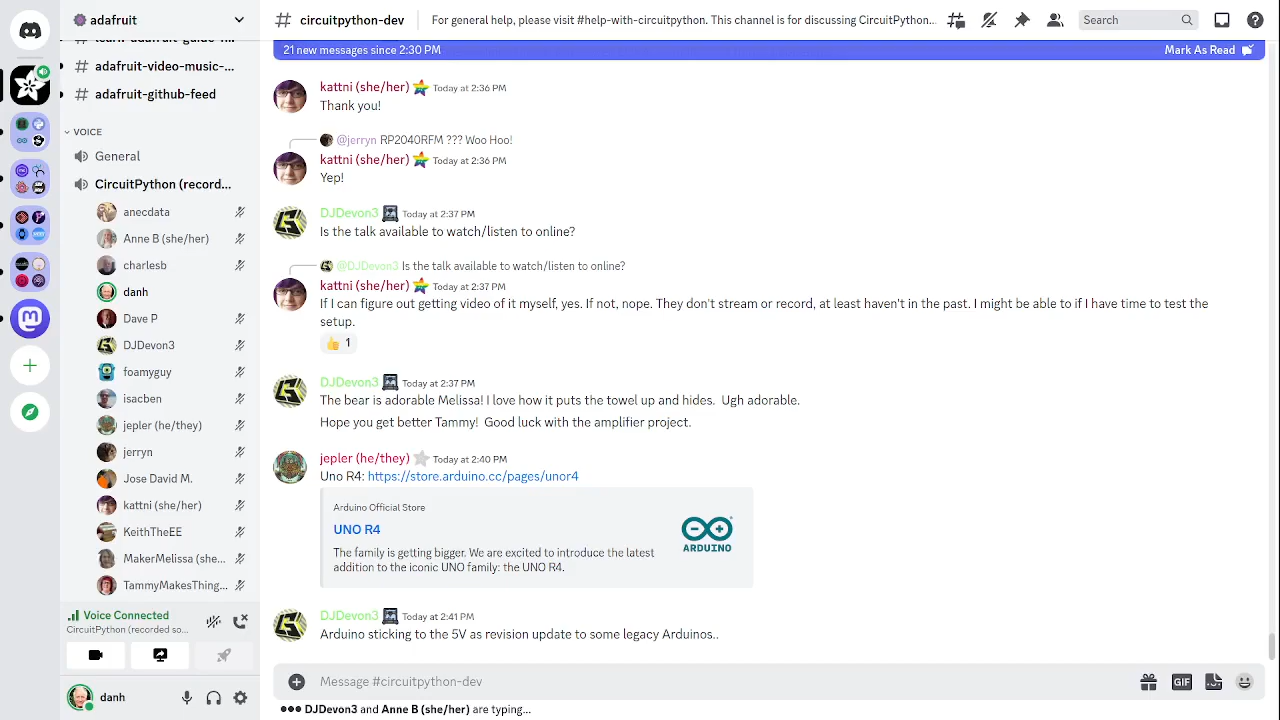 adafruit
# circuitpython-dev
For general help, please visit #help-with-circuitpython. This channel is for discussing CircuitPython...
Search
# adafruit-video-music-...
# adafruit-github-feed
VOICE
General
CircuitPython (record...
anecdata
Anne B (she/her)
charlesb
danh
Dave P
DJDevon3
foamyguy
isacben
jepler (he/they)
jerryn
Jose David M.
kattni (she/her)
KeithTheEE
MakerMelissa (she...
TammyMakesThing...
Voice Connected
CircuitPython (recorded so...
danh
21 new messages since 2:30 PM
Mark As Read
kattni (she/her) Today at 2:36 PM
Thank you!
@jerryn RP2040RFM ??? Woo Hoo!
kattni (she/her) Today at 2:36 PM
Yep!
DJDevon3 Today at 2:37 PM
Is the talk available to watch/listen to online?
@DJDevon3 Is the talk available to watch/listen to online?
kattni (she/her) Today at 2:37 PM
If I can figure out getting video of it myself, yes. If not, nope. They don't stream or record, at least haven't in the past. I might be able to if I have time to test the
setup.
👍 1
DJDevon3 Today at 2:37 PM
The bear is adorable Melissa! I love how it puts the towel up and hides.  Ugh adorable.
Hope you get better Tammy!  Good luck with the amplifier project.
jepler (he/they) Today at 2:40 PM
Uno R4: https://store.arduino.cc/pages/unor4
Arduino Official Store
UNO R4
The family is getting bigger. We are excited to introduce the latest
addition to the iconic UNO family: the UNO R4.
ARDUINO
DJDevon3 Today at 2:41 PM
Arduino sticking to the 5V as revision update to some legacy Arduinos..
Message #circuitpython-dev
GIF
DJDevon3 and Anne B (she/her) are typing...